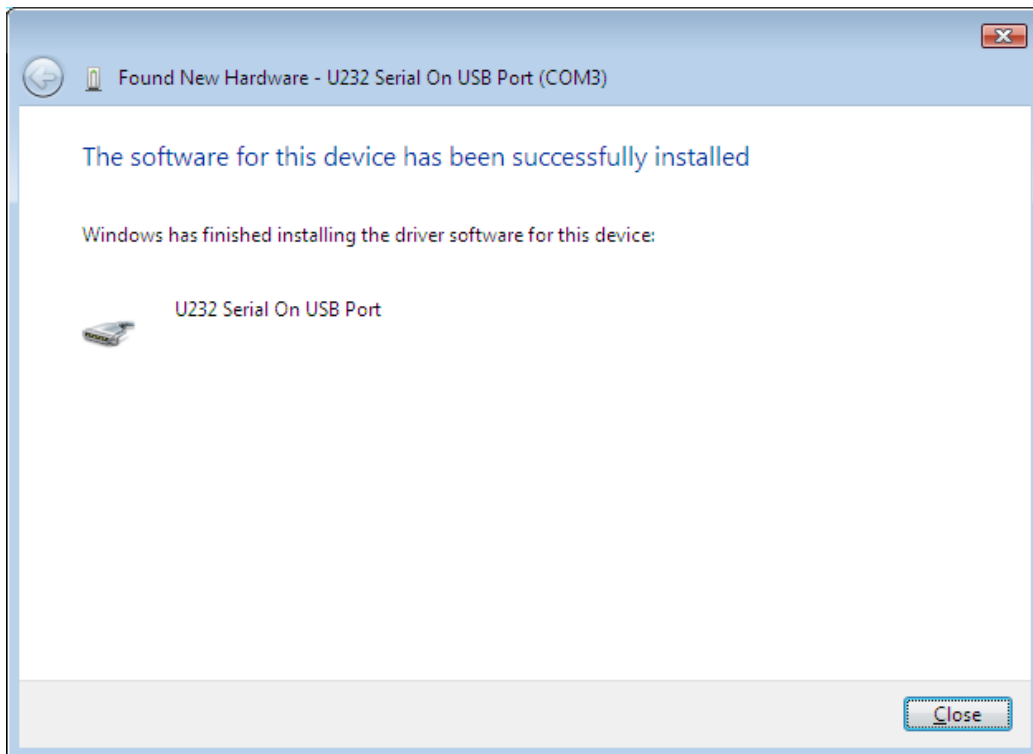 Found New Hardware - U232 Serial On USB Port (COM3)
The software for this device has been successfully installed
Windows has finished installing the driver software for this device:
U232 Serial On USB Port
Close